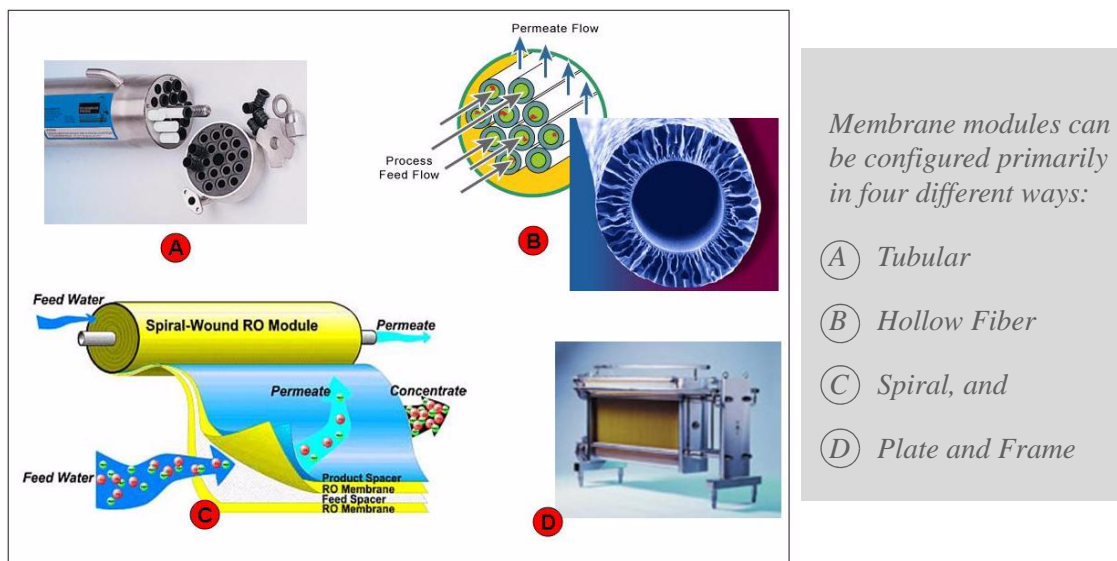 Permeate Flow
Process
Feed Flow
A
B
Feed Water
Spiral-Wound RO Module
Permeate
Permeate
Concentrate
Feed Water
Product Spacer
RO Membrane
Feed Spacer
RO Membrane
C
D
Membrane modules can
be configured primarily
in four different ways:
A Tubular
B Hollow Fiber
C Spiral, and
D Plate and Frame